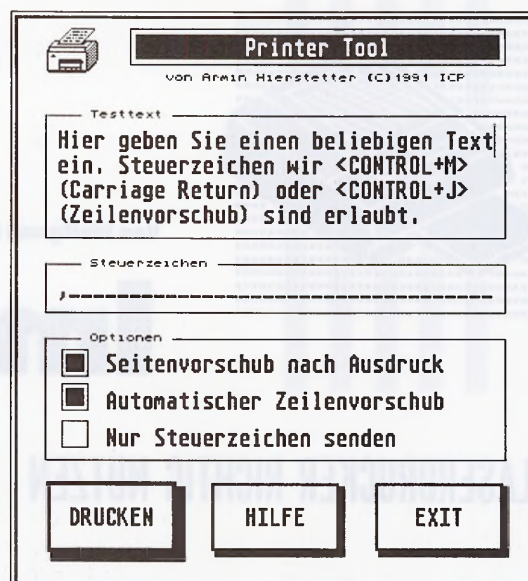 Printer Tool
von Armin Hierstetter (C)1991 ICP
Testtext
Hier geben Sie einen beliebigen Text
ein. Steuerzeichen wir <CONTROL+M>
(Carriage Return) oder <CONTROL+J>
(Zeilenvorschub) sind erlaubt.
Steuerzeichen
,___________________________________
Optionen
Seitenvorschub nach Ausdruck
Automatischer Zeilenvorschub
Nur Steuerzeichen senden
DRUCKEN HILFE EXIT